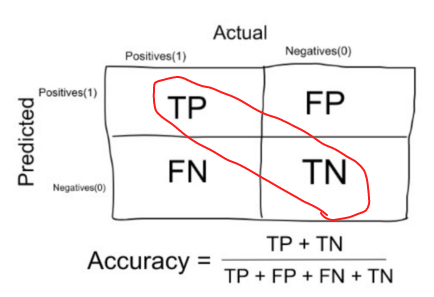 Actual
Positives(1) Negatives(0)
Predicted
Positives(1) TP FP
Negatives(0) FN TN
Accuracy = TP + TN
TP + FP + FN + TN